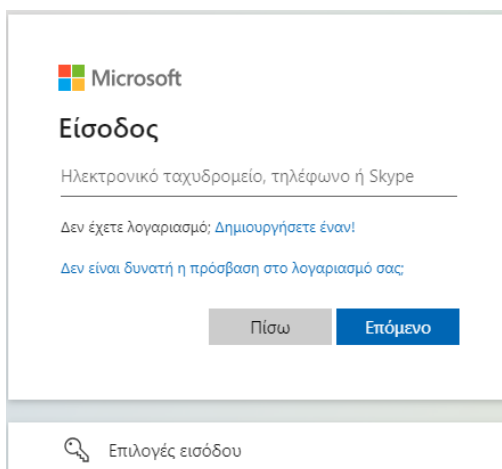 Microsoft
Είσοδος
Ηλεκτρονικό ταχυδρομείο, τηλέφωνο ή Skype
Δεν έχετε λογαριασμό; Δημιουργήσετε έναν!
Δεν είναι δυνατή η πρόσβαση στο λογαριασμό σας;
Πίσω Επόμενο
Επιλογές εισόδου